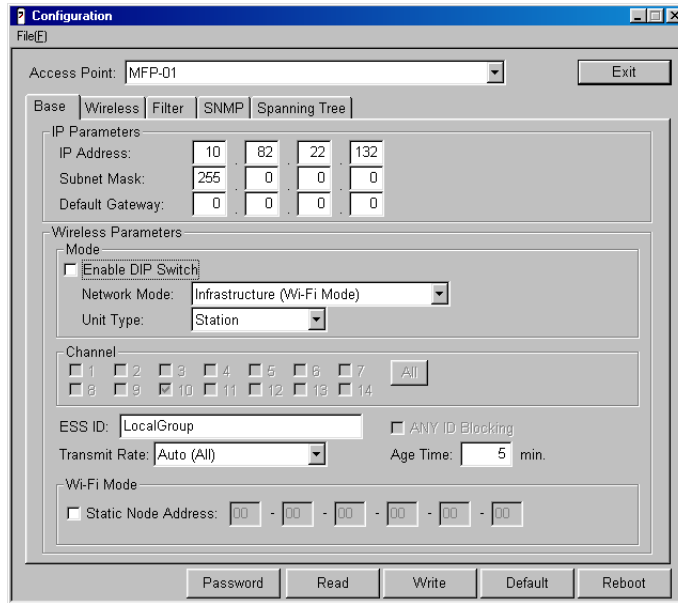 Configuration
File(F)
Access Point: MFP-01 Exit
Base Wireless Filter SNMP Spanning Tree
IP Parameters
IP Address: 10 . 82 . 22 . 132
Subnet Mask: 255 . 0 . 0 . 0
Default Gateway: 0 . 0 . 0 . 0
Wireless Parameters
Mode
Enable DIP Switch
Network Mode: Infrastructure (Wi-Fi Mode)
Unit Type: Station
Channel
1 2 3 4 5 6 7 All
8 9 10 11 12 13 14
ESS ID: LocalGroup ANY ID Blocking
Transmit Rate: Auto (All) Age Time: 5 min.
Wi-Fi Mode
Static Node Address: 00 - 00 - 00 - 00 - 00 - 00
Password Read Write Default Reboot